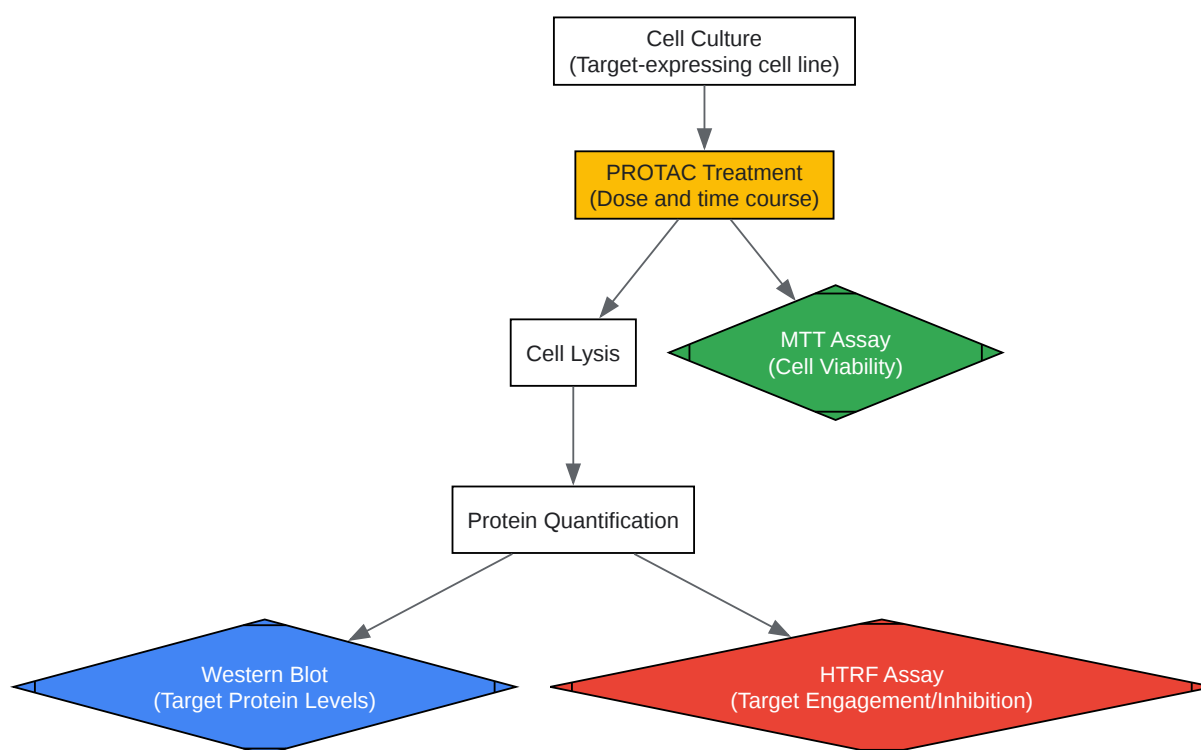 Cell Culture
(Target-expressing cell line)
PROTAC Treatment
(Dose and time course)
Cell Lysis
MTT Assay
(Cell Viability)
Protein Quantification
Western Blot
(Target Protein Levels)
HTRF Assay
(Target Engagement/Inhibition)